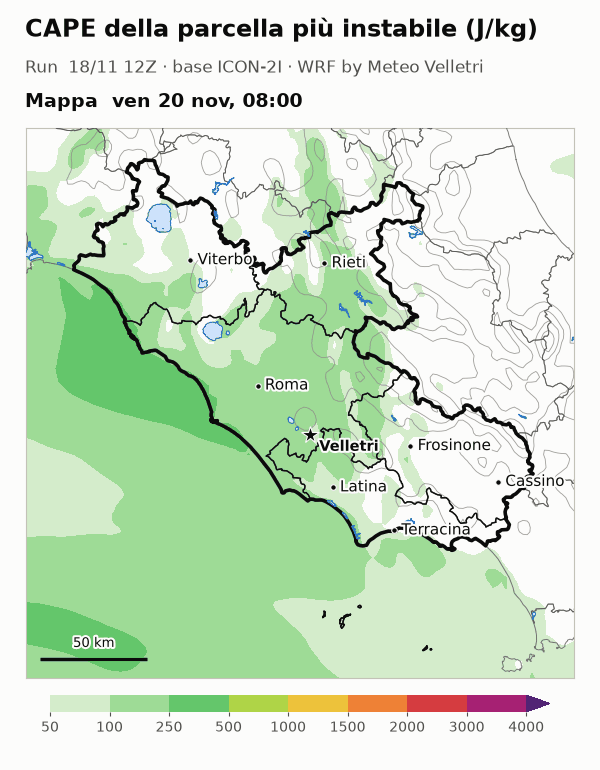 CAPE della parcella più instabile (J/kg)
Run 18/11 12Z · base ICON-2I · WRF by Meteo Velletri
Mappa ven 20 nov, 08:00
Viterbo
Rieti
Roma
Velletri
Frosinone
Latina
Cassino
Terracina
50 km
50 100 250 500 1000 1500 2000 3000 4000